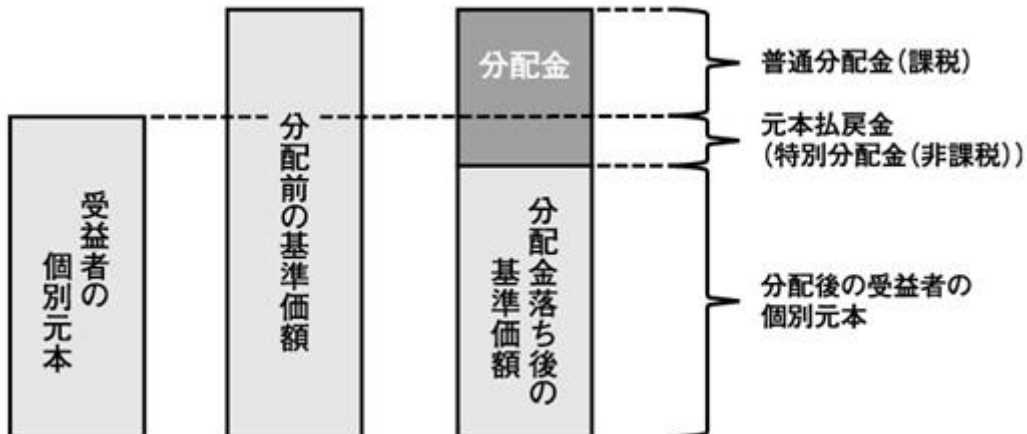 受益者の
個別元本
分配前の基準価額
分配金
分配金落ち後の
基準価額
普通分配金（課税）
元本払戻金
（特別分配金（非課税））
分配後の受益者の
個別元本